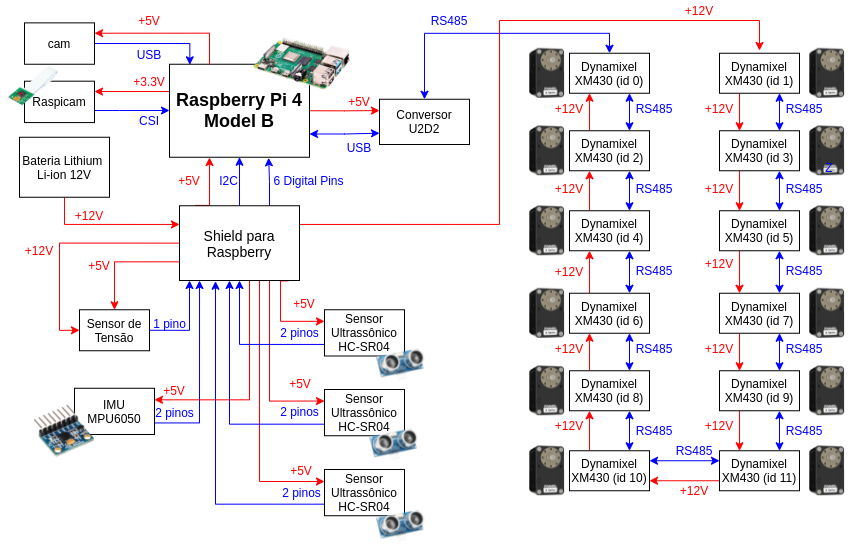 +5V
RS485
+12V
cam
USB
+3.3V
Raspicam
CSI
Raspberry Pi 4
Model B
+5V
USB
Conversor
U2D2
Bateria Lithium
Li-ion 12V
+12V
+5V
I2C
6 Digital Pins
Shield para
Raspberry
+12V
+5V
Sensor de
Tensão
1 pino
+5V
2 pinos
Sensor
Ultrassônico
HC-SR04
IMU
MPU6050
+5V
2 pinos
+5V
2 pinos
Sensor
Ultrassônico
HC-SR04
+5V
2 pinos
Sensor
Ultrassônico
HC-SR04
Dynamixel
XM430 (id 0)
Dynamixel
XM430 (id 1)
+12V
RS485
+12V
RS485
Dynamixel
XM430 (id 2)
Dynamixel
XM430 (id 3)
Z
+12V
RS485
+12V
RS485
Dynamixel
XM430 (id 4)
Dynamixel
XM430 (id 5)
+12V
RS485
+12V
RS485
Dynamixel
XM430 (id 6)
Dynamixel
XM430 (id 7)
+12V
RS485
+12V
RS485
Dynamixel
XM430 (id 8)
Dynamixel
XM430 (id 9)
+12V
RS485
+12V
RS485
Dynamixel
XM430 (id 10)
RS485
+12V
Dynamixel
XM430 (id 11)